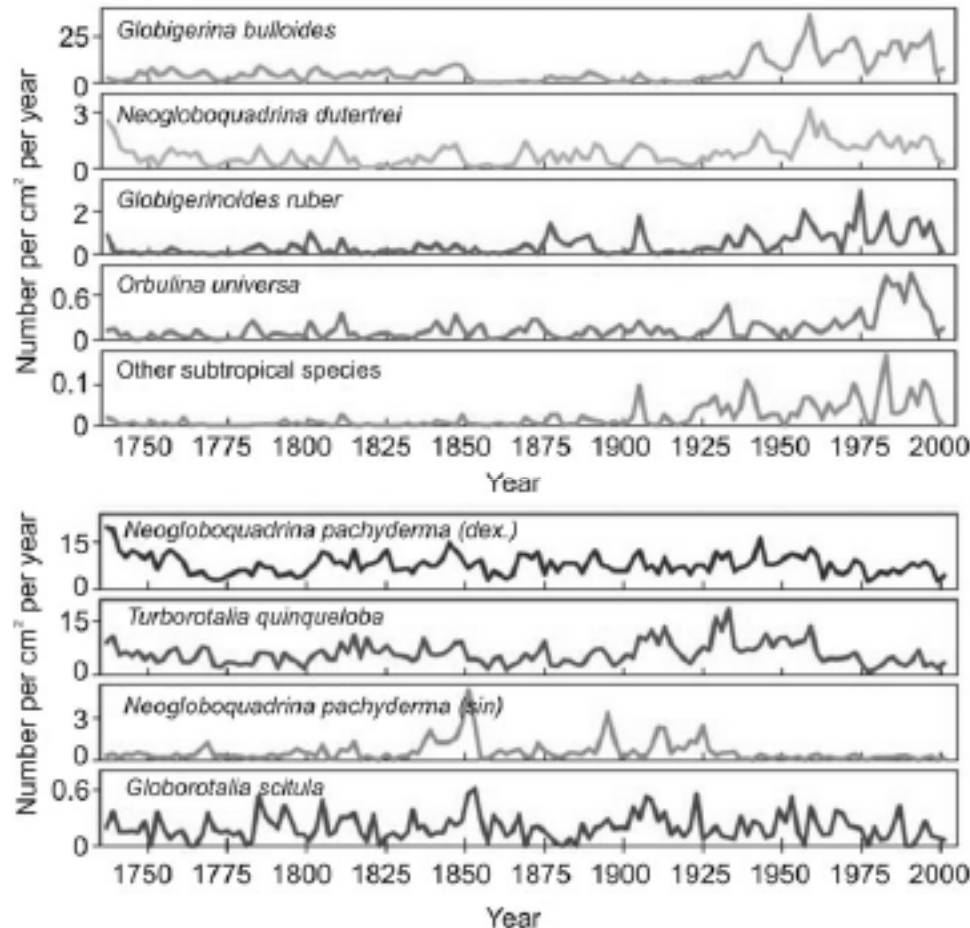 Number per cm² per year
Globigerina bulloides
25
0
Neogloboquadrina dutertrei
3
0
Globigerinoides ruber
2
0
Orbulina universa
0.6
0
Other subtropical species
0.1
0
1750 1775 1800 1825 1850 1875 1900 1925 1950 1975 2000
Year
Number per cm² per year
Neogloboquadrina pachyderma (dex.)
15
0
Turborotalia quinqueloba
15
0
Neogloboquadrina pachyderma (sin)
3
0
Globorotalia scitula
0.6
0
1750 1775 1800 1825 1850 1875 1900 1925 1950 1975 2000
Year